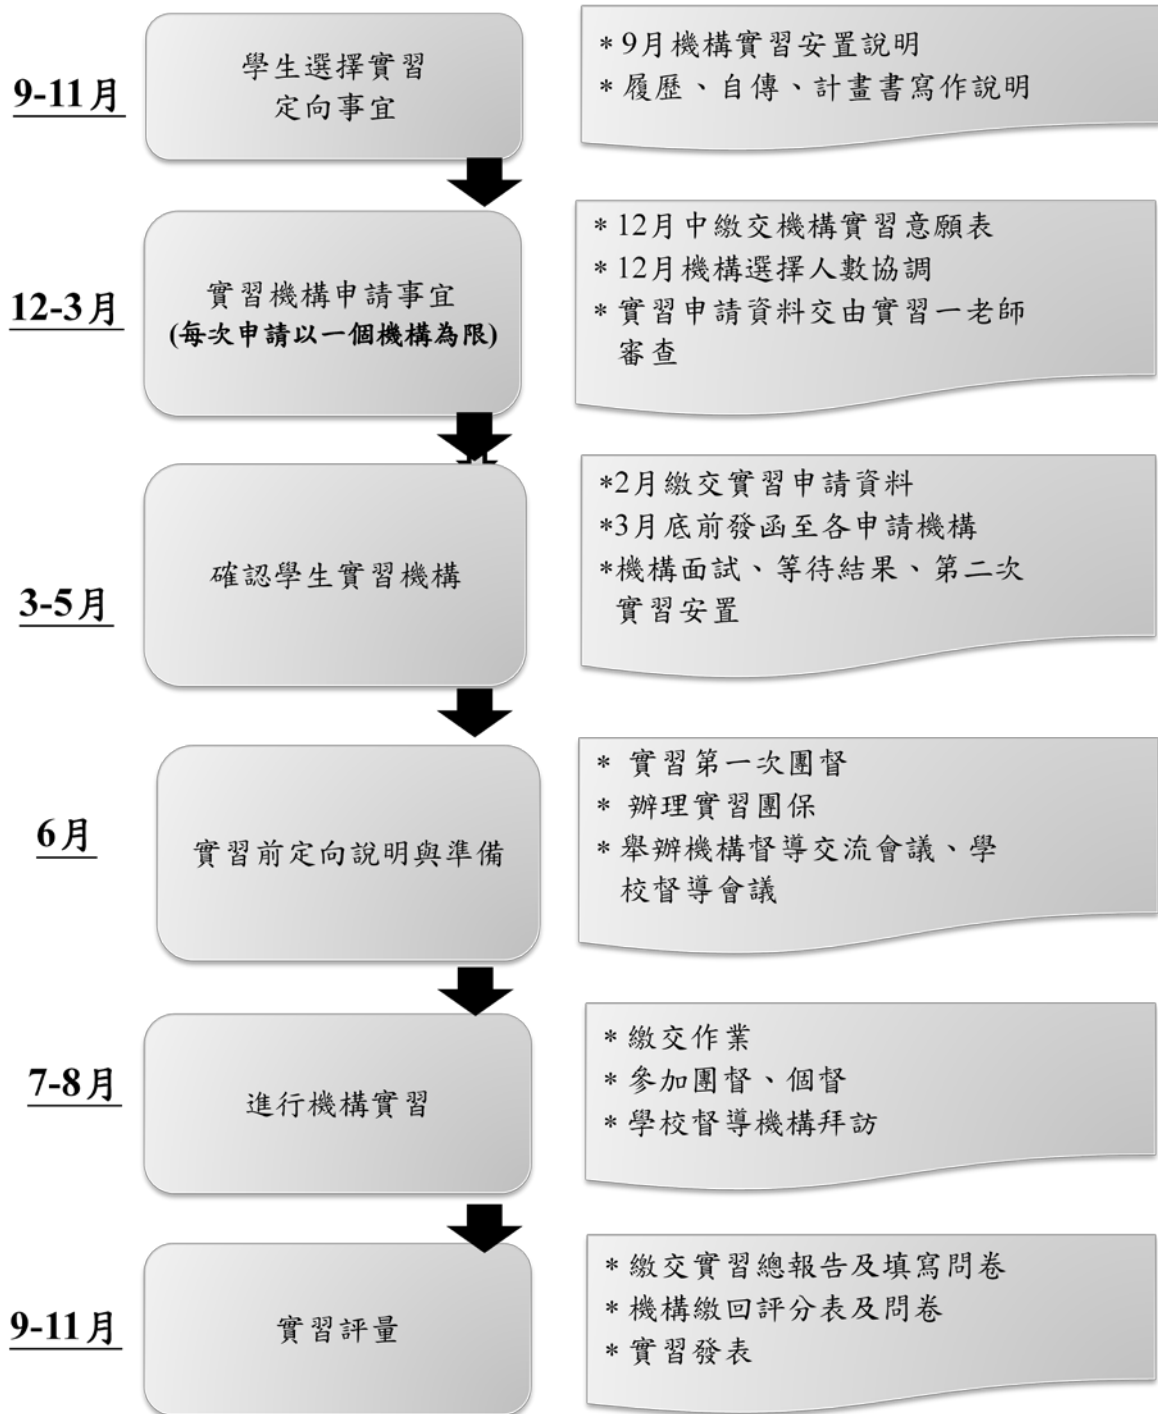 9-11月
學生選擇實習
定向事宜
* 9月機構實習安置說明
* 履歷、自傳、計畫書寫作說明
12-3月
實習機構申請事宜
(每次申請以一個機構為限)
* 12月中繳交機構實習意願表
* 12月機構選擇人數協調
* 實習申請資料交由實習一老師
審查
3-5月
確認學生實習機構
*2月繳交實習申請資料
*3月底前發函至各申請機構
*機構面試、等待結果、第二次
實習安置
6月
實習前定向說明與準備
* 實習第一次團督
* 辦理實習團保
* 舉辦機構督導交流會議、學
校督導會議
7-8月
進行機構實習
* 繳交作業
* 參加團督、個督
* 學校督導機構拜訪
9-11月
實習評量
* 繳交實習總報告及填寫問卷
* 機構繳回評分表及問卷
* 實習發表